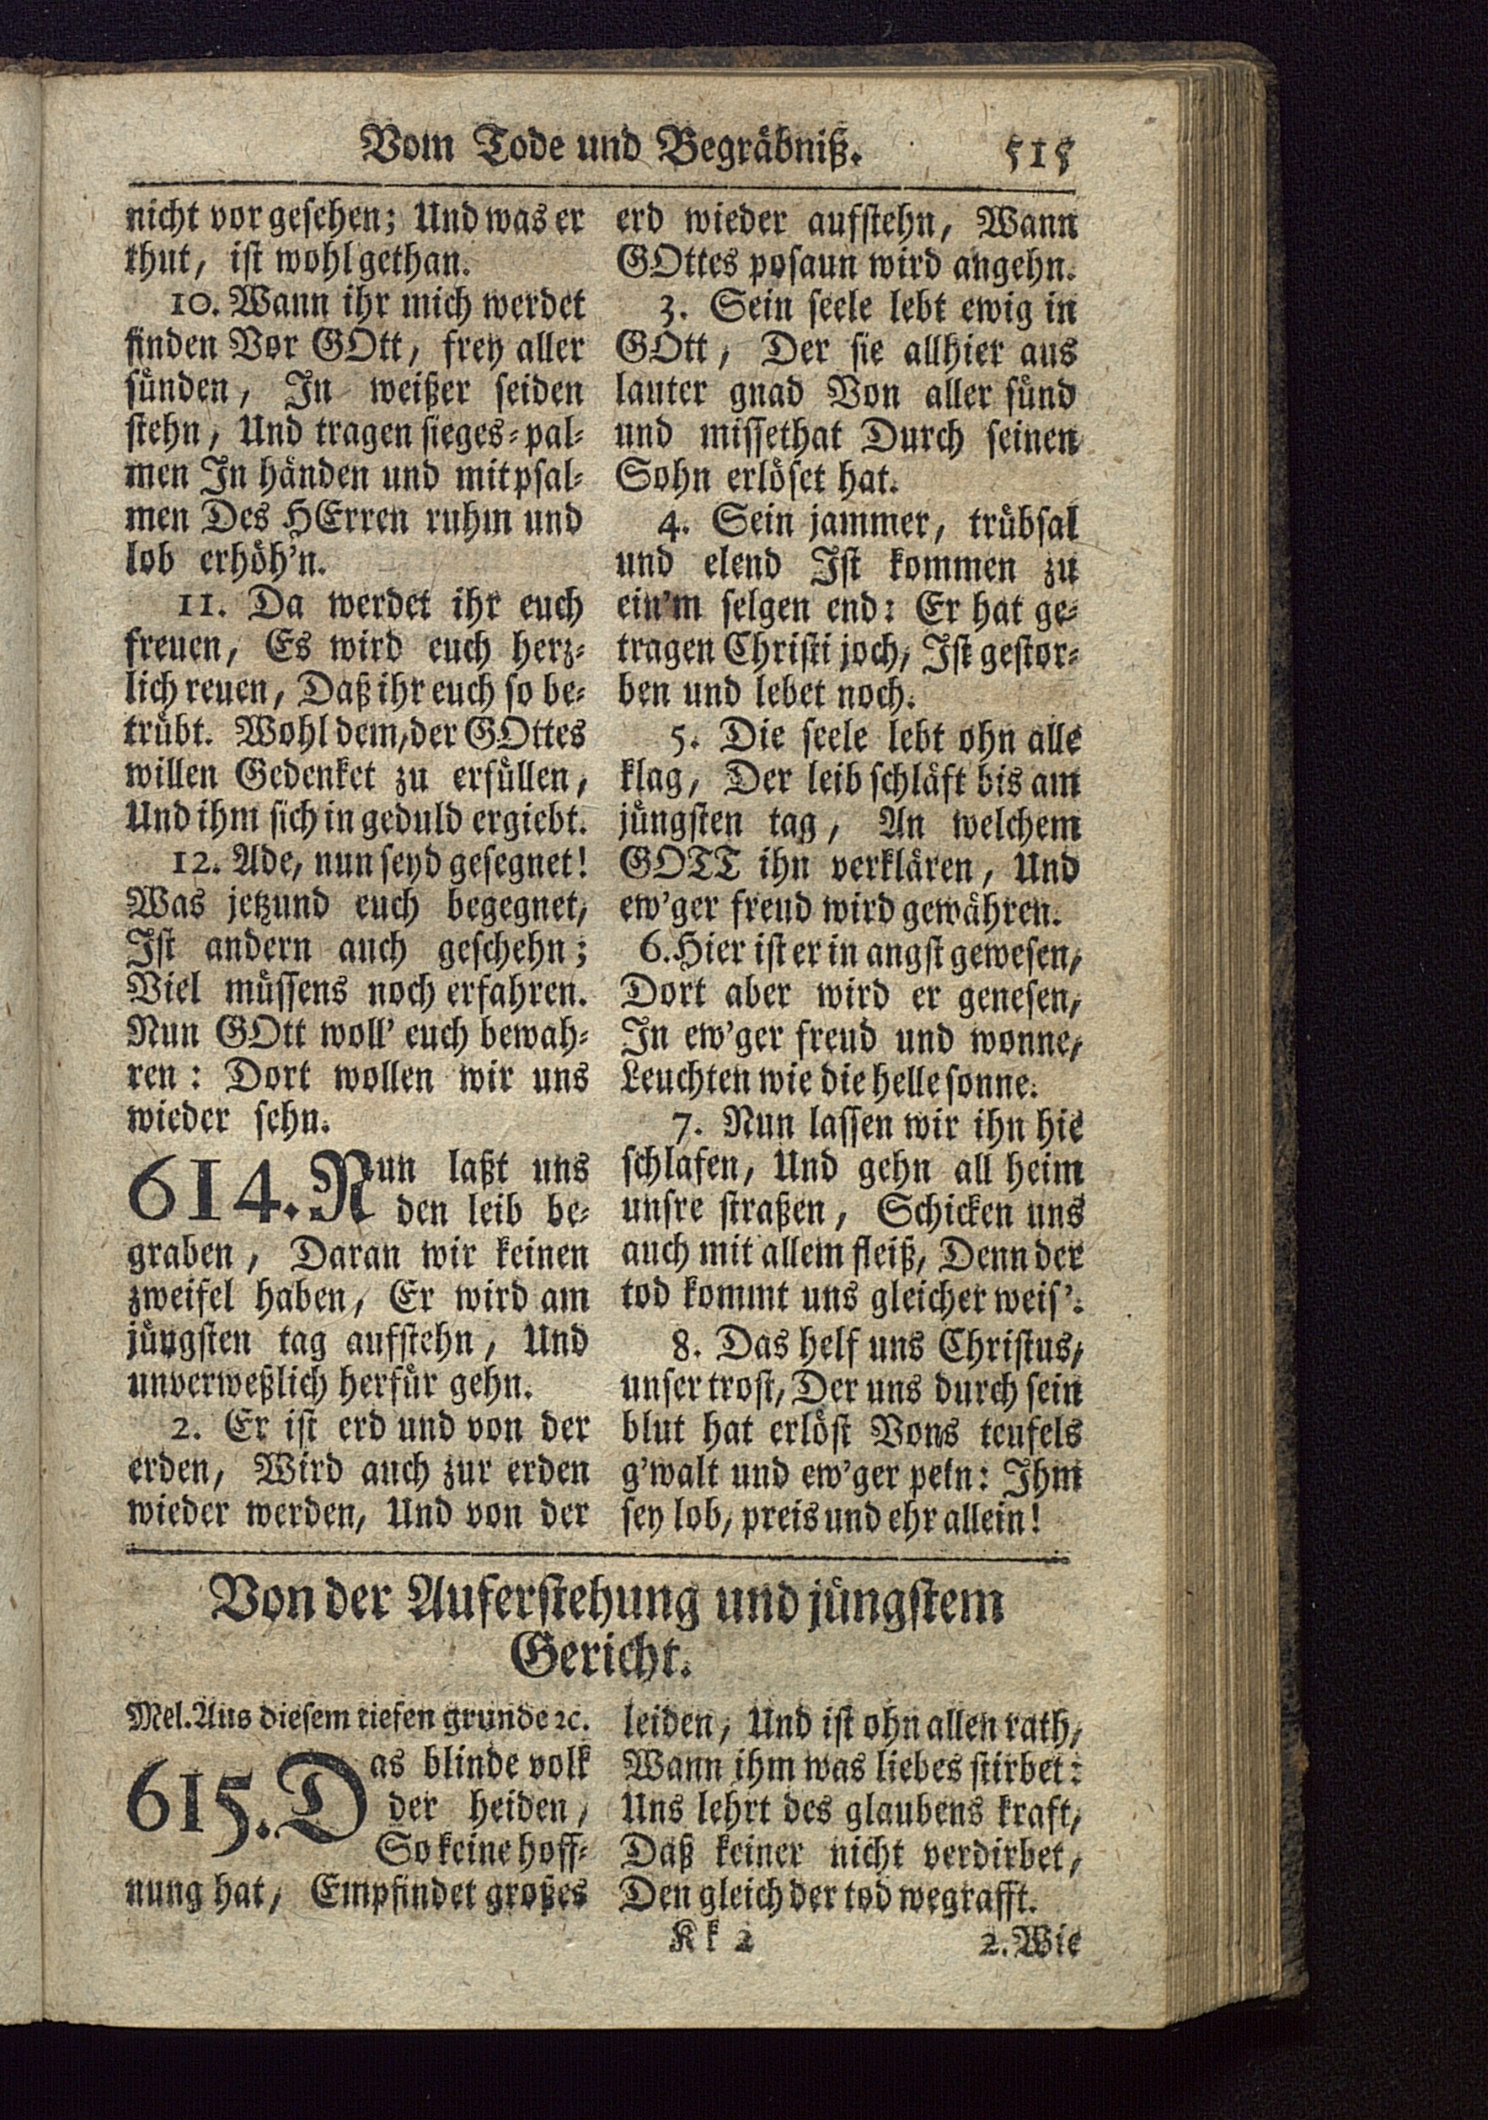 Vom Tode und Begräbniß. 515
nicht vor gesehen; Und was er
thut, ist wohl gethan.
10. Wann ihr mich werdet
finden Vor GOtt, frey aller
sünden, In weißer seiden
stehn, Und tragen sieges-pal-
men In händen und mit psal-
men Des HErren ruhm und
lob erhöh'n.
11. Da werdet ihr euch
freuen, Es wird euch herz-
lich reuen, Daß ihr euch so be-
trübt. Wohl dem, der GOttes
willen Gedenket zu erfüllen,
Und ihm sich in geduld ergiebt.
12. Ade, nun seyd gesegnet!
Was jetzund euch begegnet,
Ist andern auch geschehn;
Viel müssens noch erfahren.
Nun GOtt woll' euch bewah-
ren: Dort wollen wir uns
wieder sehn.
614. Nun laßt uns
den leib be-
graben, Daran wir keinen
zweifel haben, Er wird am
jüngsten tag aufstehn, Und
unverweßlich herfür gehn.
2. Er ist erd und von der
erden, Wird auch zur erden
wieder werden, Und von der
erd wieder aufstehn, Wann
GOttes posaun wird angehn.
3. Sein seele lebt ewig in
GOtt, Der sie allhier aus
lauter gnad Von aller sünd
und missethat Durch seinen
Sohn erlöset hat.
4. Sein jammer, trübsal
und elend Ist kommen zu
ein'm selgen end: Er hat ge-
tragen Christi joch, Ist gestor-
ben und lebet noch.
5. Die seele lebt ohn alle
klag, Der leib schläft bis am
jüngsten tag, An welchem
GOTT ihn verklären, Und
ew'ger freud wird gewähren.
6. Hier ist er in angst gewesen,
Dort aber wird er genesen,
In ew'ger freud und wonne,
Leuchten wie die helle sonne.
7. Nun lassen wir ihn hie
schlafen, Und gehn all heim
unsre straßen, Schicken uns
auch mit allem fleiß, Denn der
tod kommt uns gleicher weis'.
8. Das helf uns Christus,
unser trost, Der uns durch sein
blut hat erlöst Vons teufels
g'walt und ew'ger pein: Ihm
sey lob, preis und ehr allein!
Von der Auferstehung und jüngstem
Gericht.
Mel. Aus diesem tiefen grunde ꝛc.
615. Das blinde volk
der heiden,
So keine hoff-
nung hat, Empfindet großes
leiden, Und ist ohn allen rath,
Wann ihm was liebes stirbet:
Uns lehrt des glaubens kraft,
Daß keiner nicht verdirbet,
Den gleich der tod wegrafft.
Kk 2 2. Wie